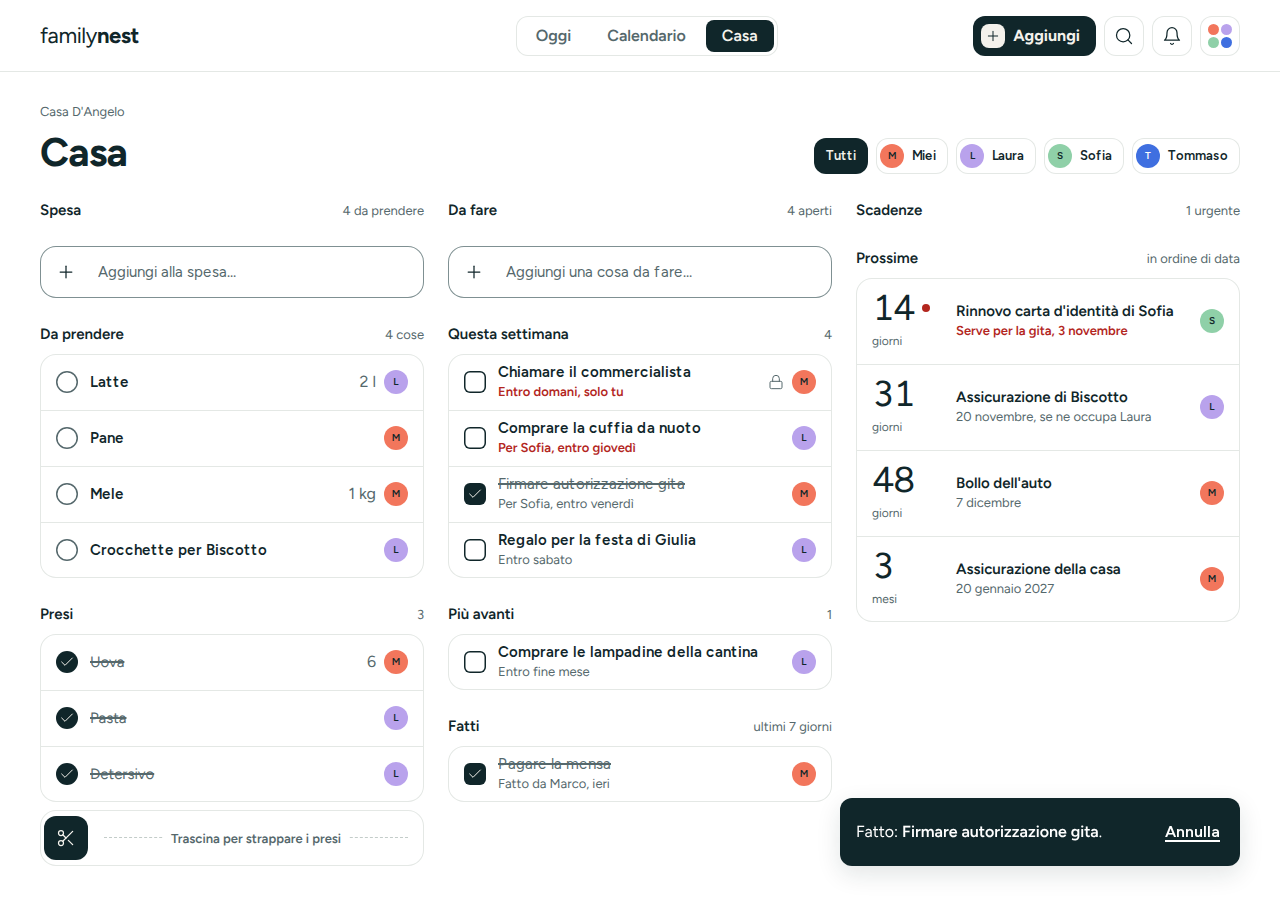 familynest
Oggi
Calendario
Casa
Aggiungi
Casa D'Angelo
Casa
Tutti
M Miei
L Laura
S Sofia
T Tommaso
Spesa
4 da prendere
Aggiungi alla spesa...
Da prendere
4 cose
Latte
2 l
L
Pane
M
Mele
1 kg
M
Crocchette per Biscotto
L
Presi
3
Uova
6
M
Pasta
L
Detersivo
L
Trascina per strappare i presi
Da fare
4 aperti
Aggiungi una cosa da fare...
Questa settimana
4
Chiamare il commercialista
Entro domani, solo tu
M
Comprare la cuffia da nuoto
Per Sofia, entro giovedì
L
Firmare autorizzazione gita
Per Sofia, entro venerdì
M
Regalo per la festa di Giulia
Entro sabato
L
Più avanti
1
Comprare le lampadine della cantina
Entro fine mese
L
Fatti
ultimi 7 giorni
Pagare la mensa
Fatto da Marco, ieri
M
Scadenze
1 urgente
Prossime
in ordine di data
14
giorni
Rinnovo carta d'identità di Sofia
Serve per la gita, 3 novembre
S
31
giorni
Assicurazione di Biscotto
20 novembre, se ne occupa Laura
L
48
giorni
Bollo dell'auto
7 dicembre
M
3
mesi
Assicurazione della casa
20 gennaio 2027
M
Fatto: Firmare autorizzazione gita.
Annulla